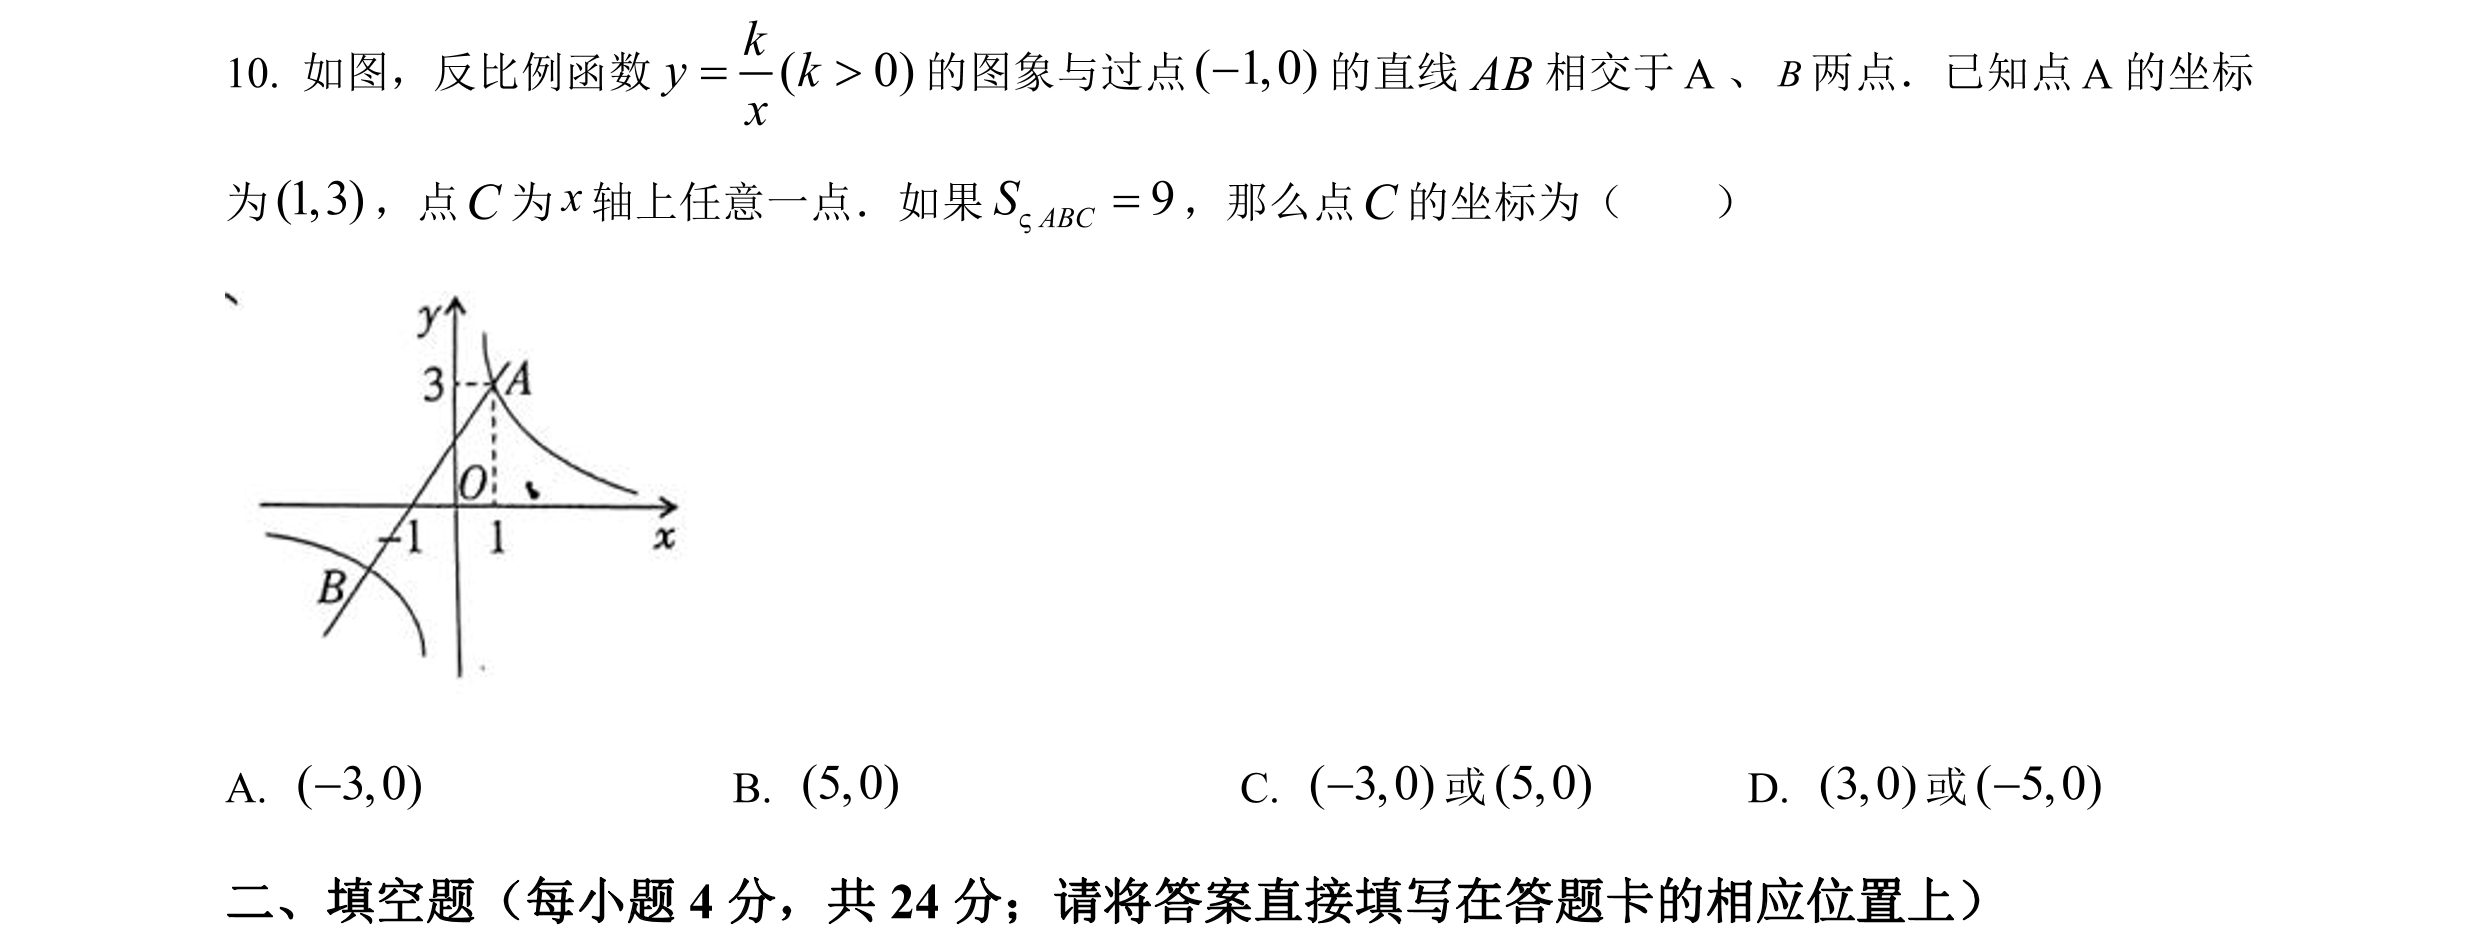 10. 如图，反比例函数 y = k/x (k > 0) 的图象与过点 (−1,0) 的直线 AB 相交于 A 、 B 两点．已知点 A 的坐标
为 (1,3) ，点 C 为 x 轴上任意一点．如果 S_{ςABC} = 9 ，那么点 C 的坐标为（ ）
y
3
A
O
−1
1
x
B
A. (−3,0) B. (5,0) C. (−3,0) 或 (5,0) D. (3,0) 或 (−5,0)
二、填空题（每小题 4 分，共 24 分；请将答案直接填写在答题卡的相应位置上）